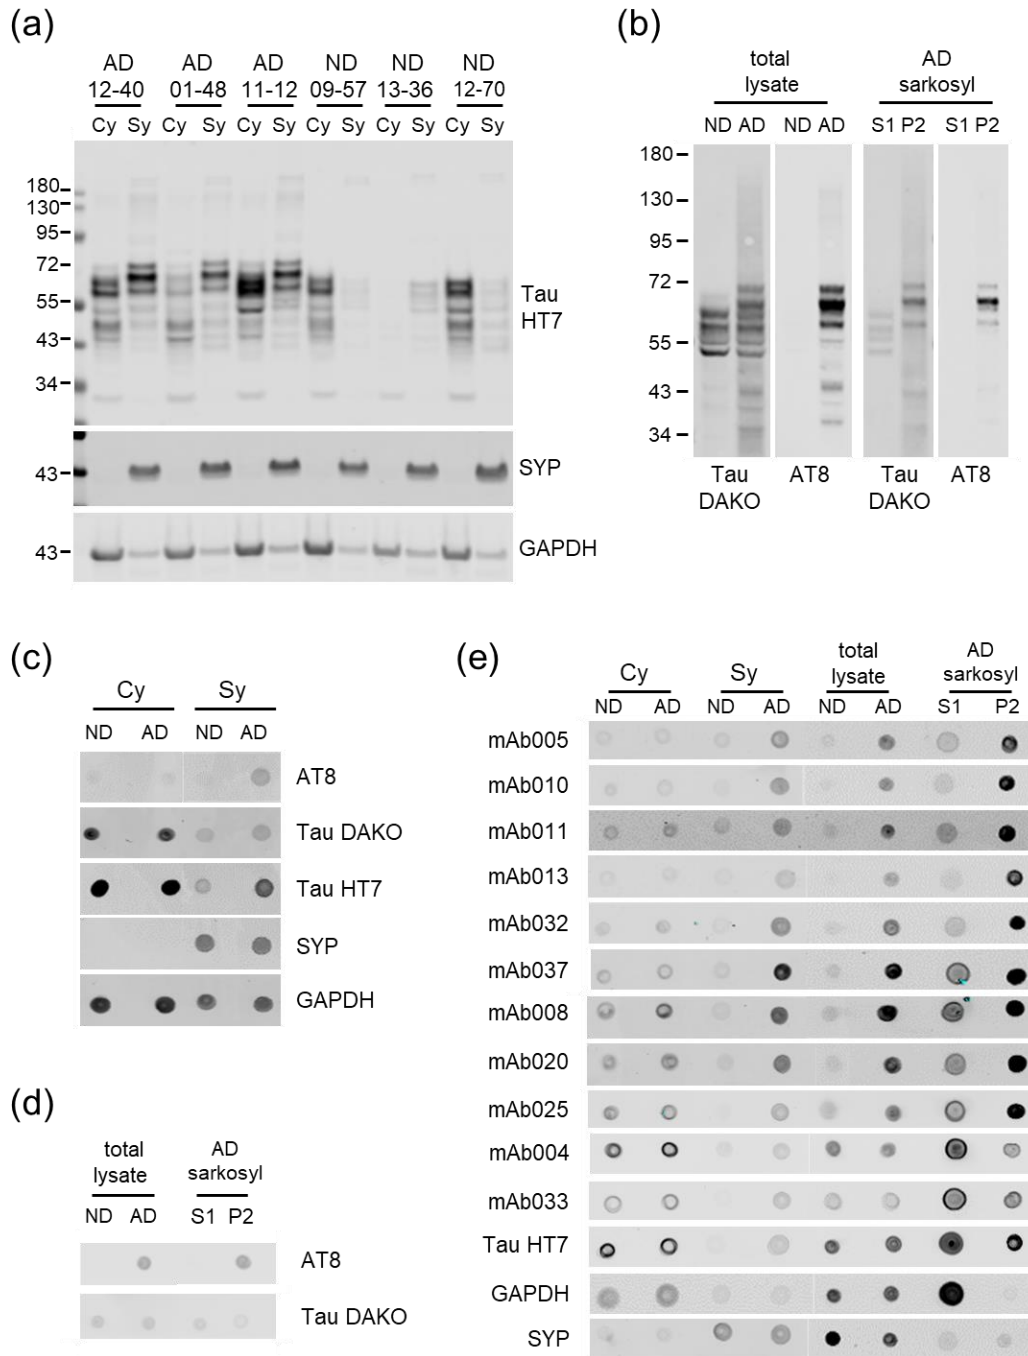 (a)
AD AD AD ND ND ND
12-40 01-48 11-12 09-57 13-36 12-70
Cy Sy Cy Sy Cy Sy Cy Sy Cy Sy Cy Sy
180
130
95
72
55
43
34
Tau
HT7
43
SYP
43
GAPDH
(b)
total
lysate
AD
sarkosyl
ND AD ND AD S1 P2 S1 P2
180
130
95
72
55
43
34
Tau
DAKO
AT8
Tau
DAKO
AT8
(c)
Cy Sy
ND AD ND AD
AT8
Tau DAKO
Tau HT7
SYP
GAPDH
(d)
total
lysate
AD
sarkosyl
ND AD S1 P2
AT8
Tau DAKO
(e)
Cy Sy
total
lysate
AD
sarkosyl
ND AD ND AD ND AD S1 P2
mAb005
mAb010
mAb011
mAb013
mAb032
mAb037
mAb008
mAb020
mAb025
mAb004
mAb033
Tau HT7
GAPDH
SYP